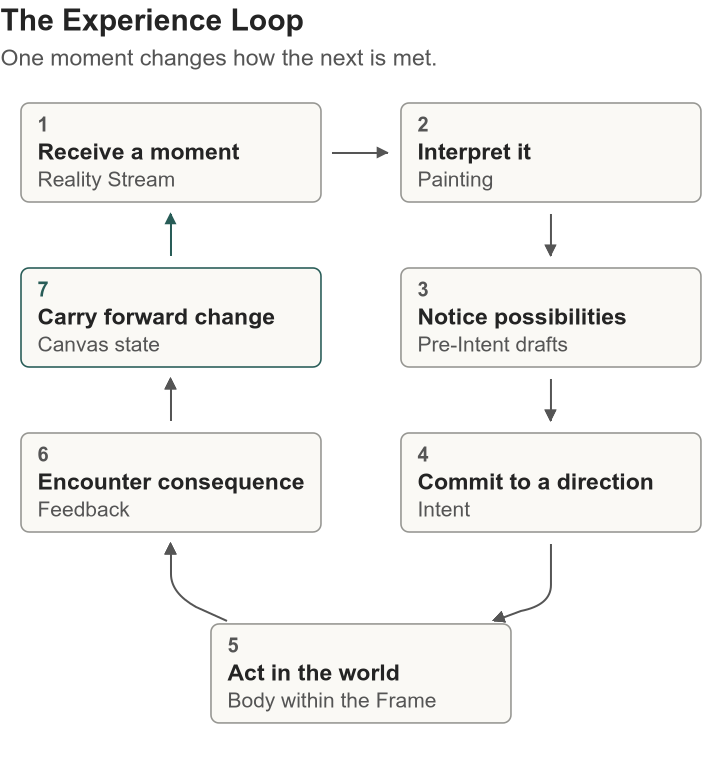 The Experience Loop
One moment changes how the next is met.
1
Receive a moment
Reality Stream
2
Interpret it
Painting
3
Notice possibilities
Pre-Intent drafts
4
Commit to a direction
Intent
5
Act in the world
Body within the Frame
6
Encounter consequence
Feedback
7
Carry forward change
Canvas state